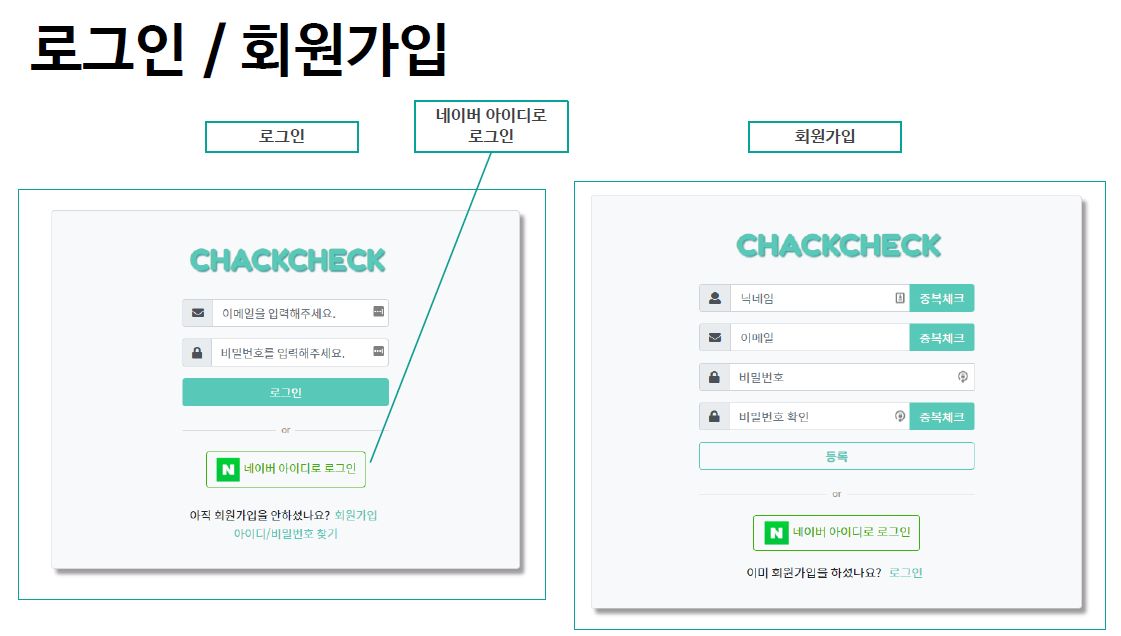 로그인 / 회원가입
로그인
네이버 아이디로
로그인
회원가입
CHACKCHECK
이메일을 입력해주세요.
비밀번호를 입력해주세요.
로그인
or
N 네이버 아이디로 로그인
아직 회원가입을 안하셨나요? 회원가입
아이디/비밀번호 찾기
CHACKCHECK
닉네임 중복체크
이메일 중복체크
비밀번호
비밀번호 확인 중복체크
등록
or
N 네이버 아이디로 로그인
이미 회원가입을 하셨나요? 로그인